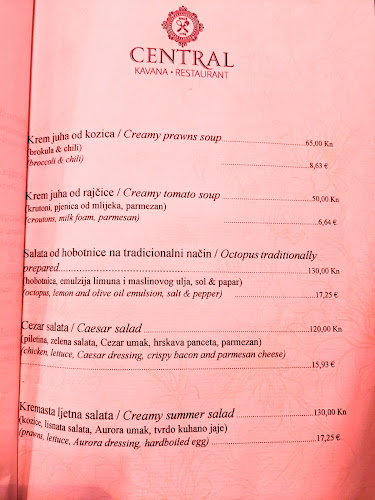 CENTRAL
KAVANA • RESTAURANT
Krem juha od kozica / Creamy prawns soup 65,00 Kn
(brokula & chili)
(broccoli & chili) 8,63 €
Krem juha od rajčice / Creamy tomato soup 50,00 Kn
(krutoni, pjenica od mlijeka, parmezan)
(croutons, milk foam, parmesan) 6,64 €
Salata od hobotnice na tradicionalni način / Octopus traditionally
prepared 130,00 Kn
(hobotnica, emulzija limuna i maslinovog ulja, sol & papar)
(octopus, lemon and olive oil emulsion, salt & pepper) 17,25 €
Cezar salata / Caesar salad 120,00 Kn
(piletina, zelena salata, Cezar umak, hrskava panceta, parmezan)
(chicken, lettuce, Caesar dressing, crispy bacon and parmesan cheese)
15,93 €
Kremasta ljetna salata / Creamy summer salad 130,00 Kn
(kozice, lisnata salata, Aurora umak, tvrdo kuhano jaje)
(prawns, lettuce, Aurora dressing, hardboiled egg) 17,25 €